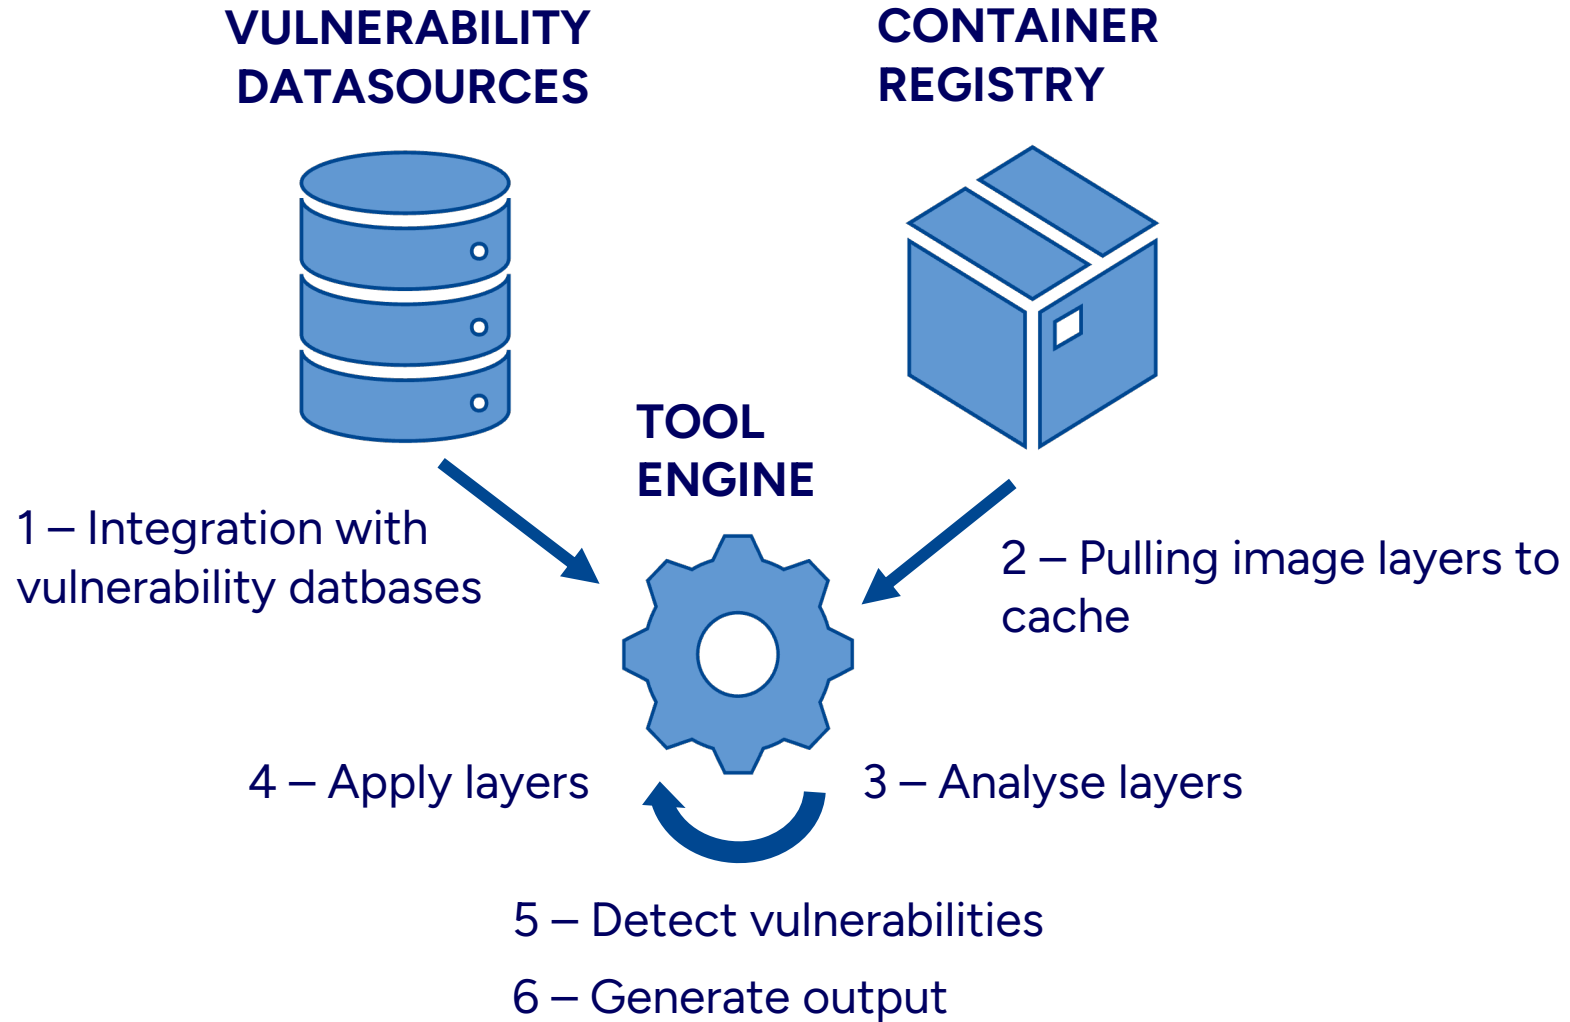 VULNERABILITY
DATASOURCES
CONTAINER
REGISTRY
TOOL
ENGINE
1 – Integration with
vulnerability datbases
2 – Pulling image layers to
cache
4 – Apply layers
3 – Analyse layers
5 – Detect vulnerabilities
6 – Generate output